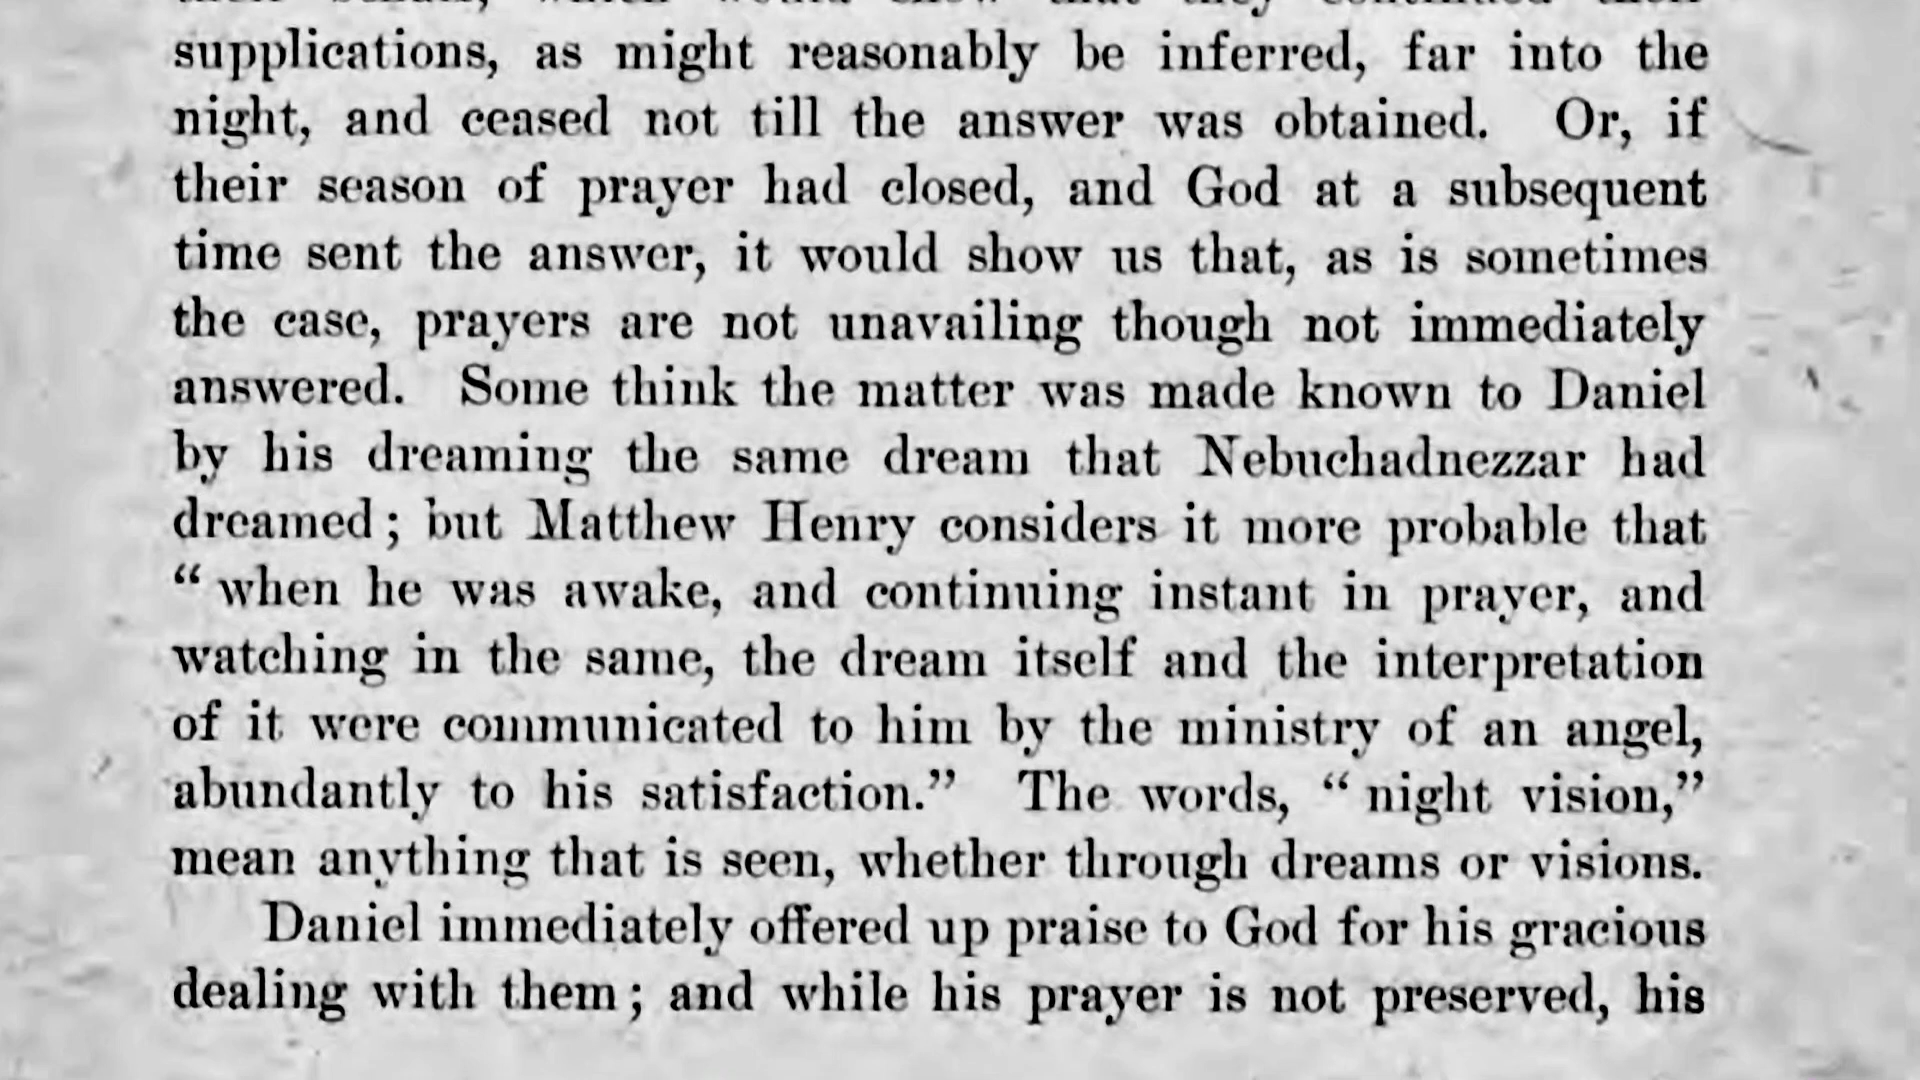 supplications, as might reasonably be inferred, far into the
night, and ceased not till the answer was obtained. Or, if
their season of prayer had closed, and God at a subsequent
time sent the answer, it would show us that, as is sometimes
the case, prayers are not unavailing though not immediately
answered. Some think the matter was made known to Daniel
by his dreaming the same dream that Nebuchadnezzar had
dreamed; but Matthew Henry considers it more probable that
“ when he was awake, and continuing instant in prayer, and
watching in the same, the dream itself and the interpretation
of it were communicated to him by the ministry of an angel,
abundantly to his satisfaction.” The words, “ night vision,”
mean anything that is seen, whether through dreams or visions.
Daniel immediately offered up praise to God for his gracious
dealing with them; and while his prayer is not preserved, his